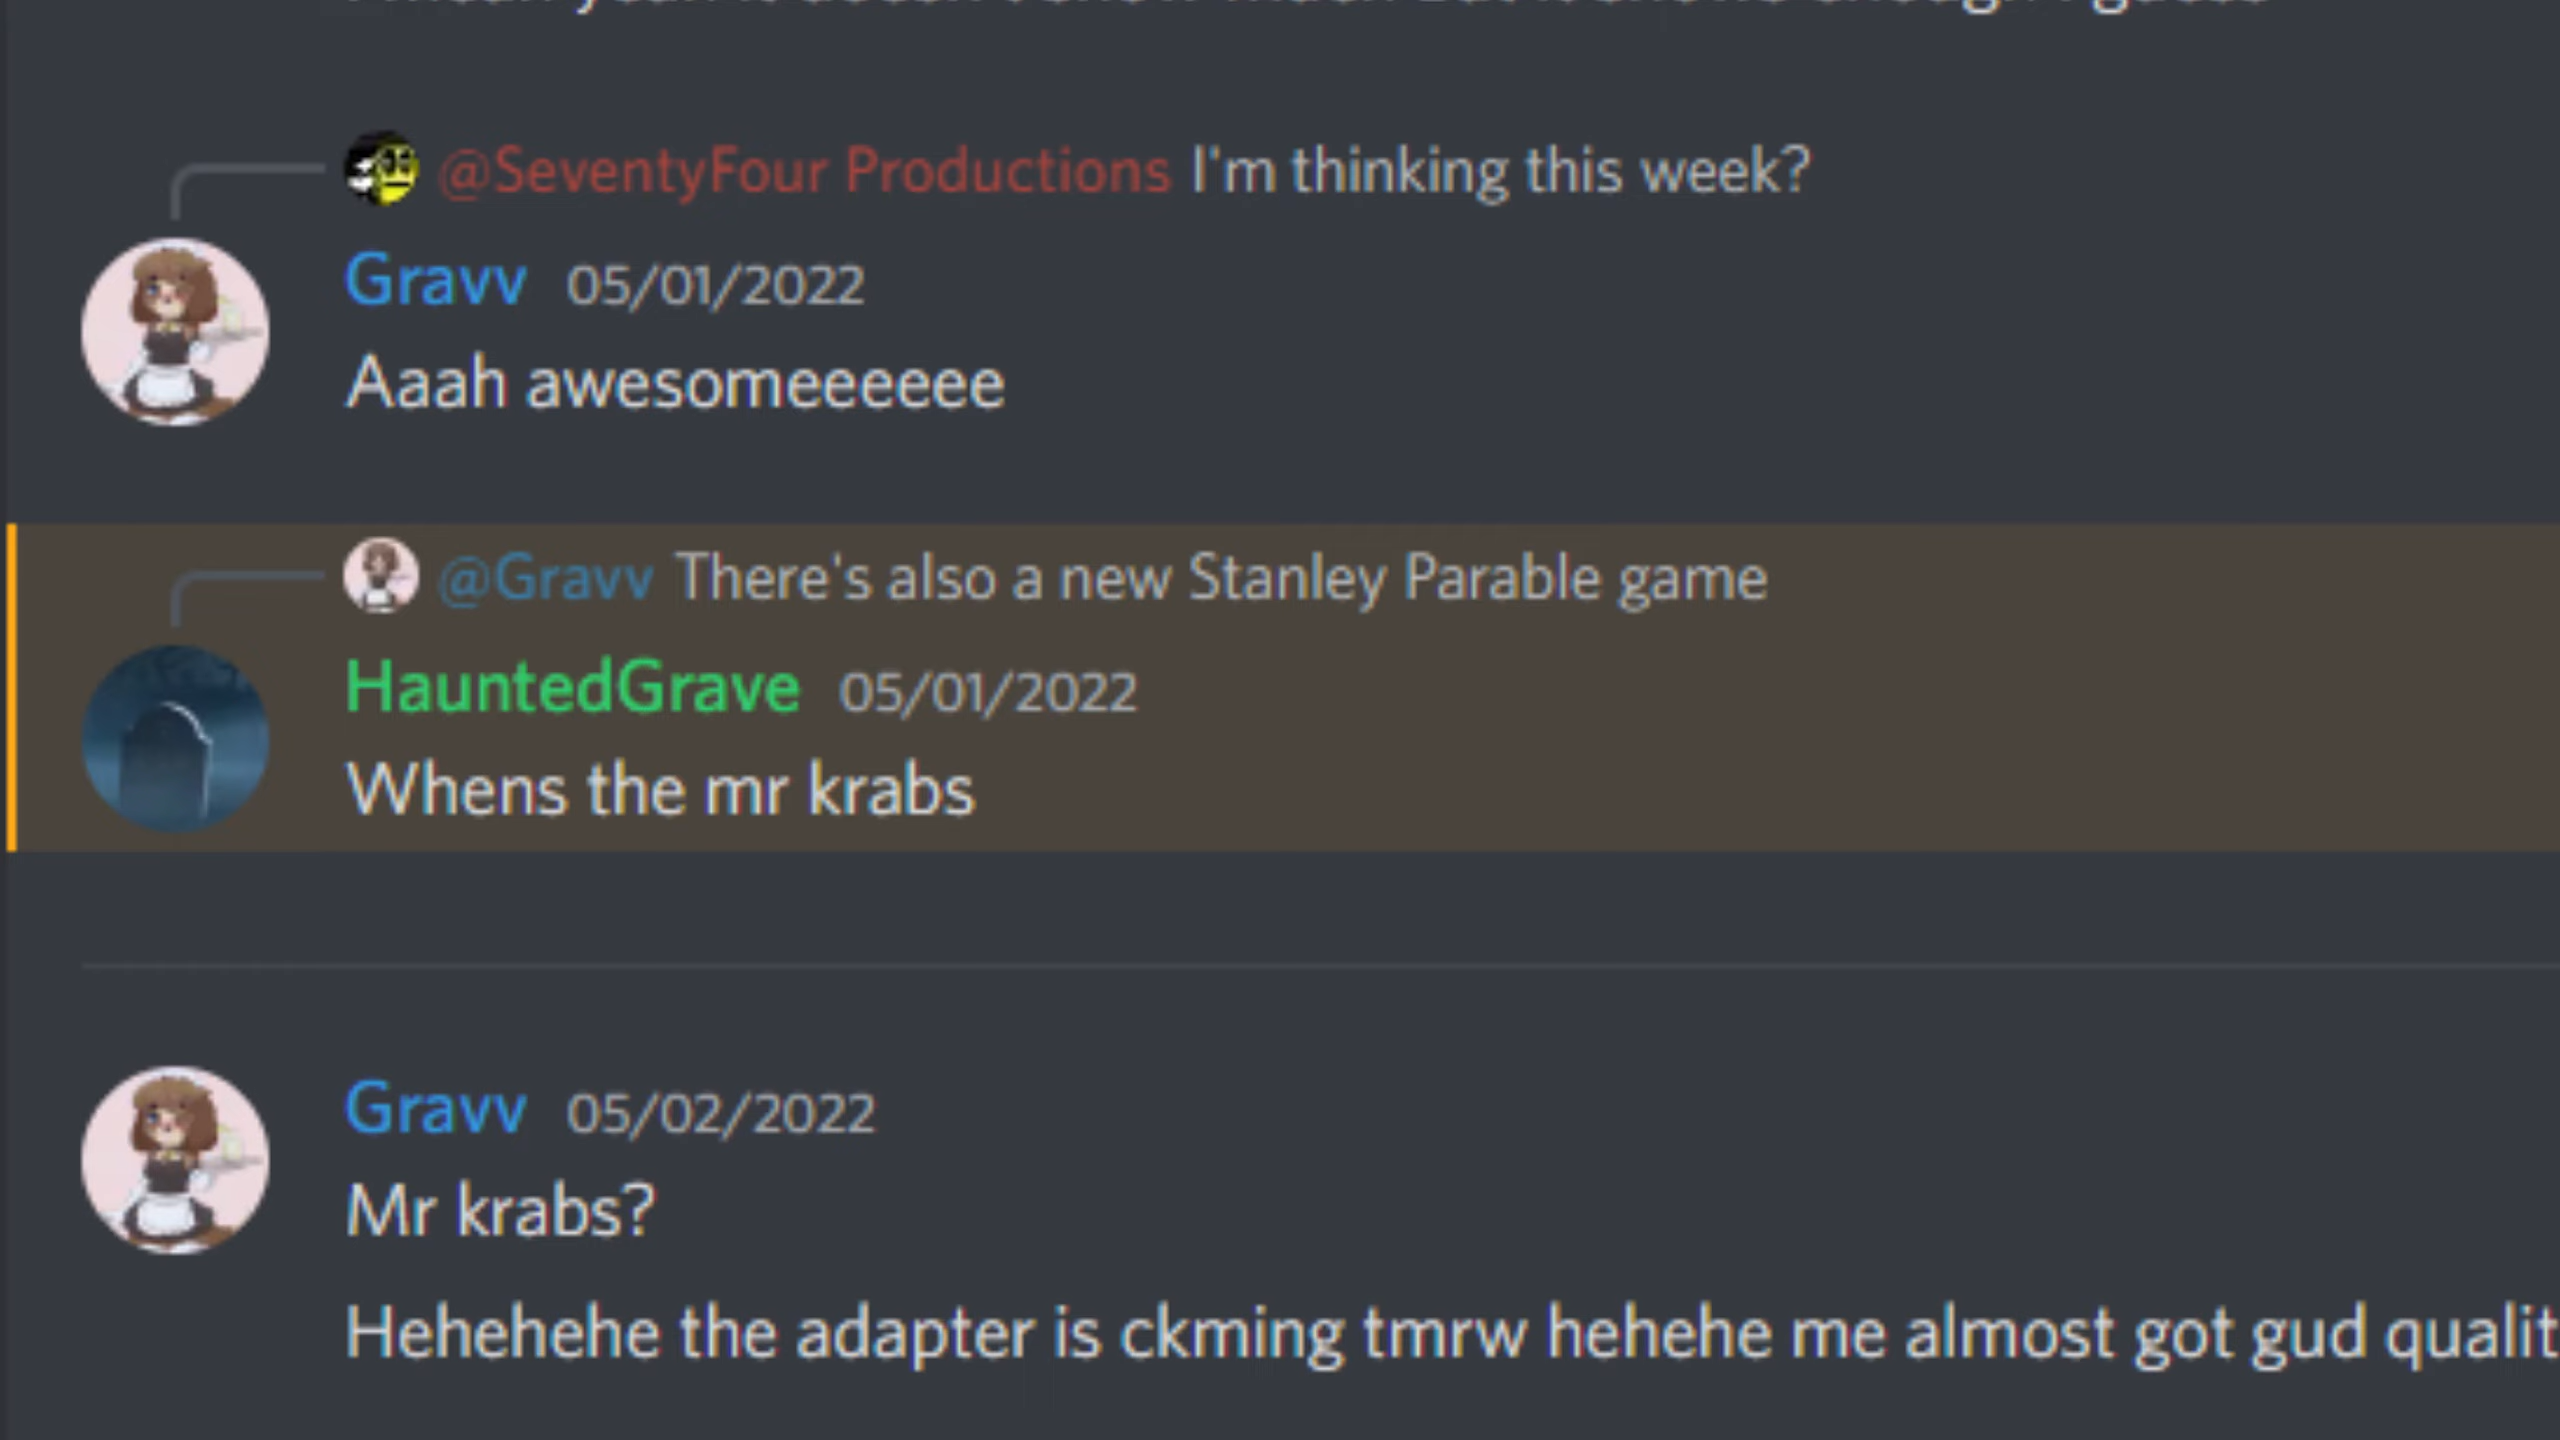 @SeventyFour Productions I'm thinking this week?
Gravv 05/01/2022
Aaah awesomeeeeee
@Gravv There's also a new Stanley Parable game
HauntedGrave 05/01/2022
Whens the mr krabs
Gravv 05/02/2022
Mr krabs?
Hehehehe the adapter is ckming tmrw hehehe me almost got gud qualit